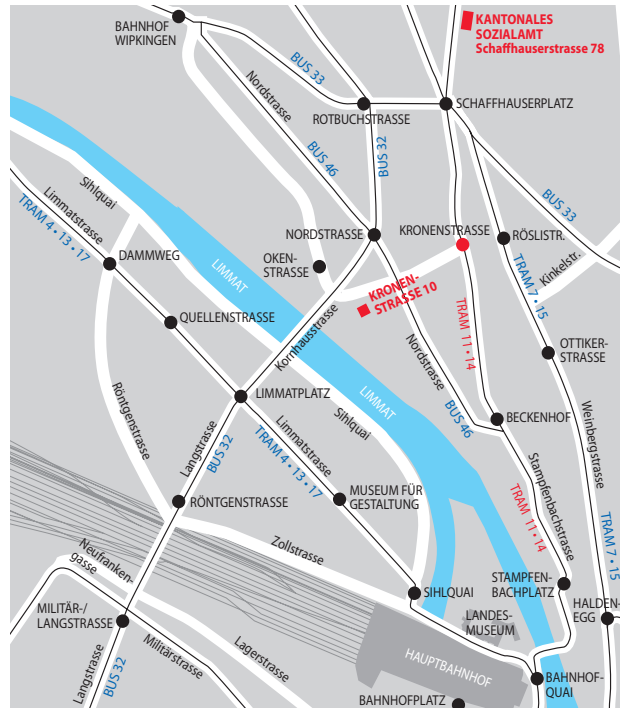 BAHNHOF
WIPKINGEN
KANTONALES
SOZIALAMT
Schaffhauserstrasse 78
BUS 33
Nordstrasse
ROTBUCHSTRASSE
SCHAFFHAUSERPLATZ
BUS 32
BUS 46
BUS 33
Sihlquai
Limmatstrasse
TRAM 4 • 13 • 17
DAMMWEG
LIMMAT
NORDSTRASSE
KRONENSTRASSE
RÖSLISTR.
OKEN-
STRASSE
Kinkelstr.
TRAM 7 • 15
KRONEN-
STRASSE 10
QUELLENSTRASSE
Kornhausstrasse
TRAM 11 • 14
OTTIKER-
STRASSE
Nordstrasse
LIMMAT
Röntgenstrasse
LIMMATPLATZ
Sihlquai
BUS 46
BECKENHOF
Weinbergstrasse
Langstrasse
BUS 32
Limmatstrasse
TRAM 4 • 13 • 17
Stampfenbachstrasse
TRAM 11 • 14
RÖNTGENSTRASSE
MUSEUM FÜR
GESTALTUNG
TRAM 7 • 15
Zollstrasse
Neufranken-
gasse
SIHLQUAI
STAMPFEN-
BACHPLATZ
MILITÄR-/
LANGSTRASSE
LANDES-
MUSEUM
HALDEN-
EGG
Militärstrasse
Lagerstrasse
HAUPTBAHNHOF
Langstrasse
BUS 32
BAHNHOF-
QUAI
BAHNHOFPLATZ